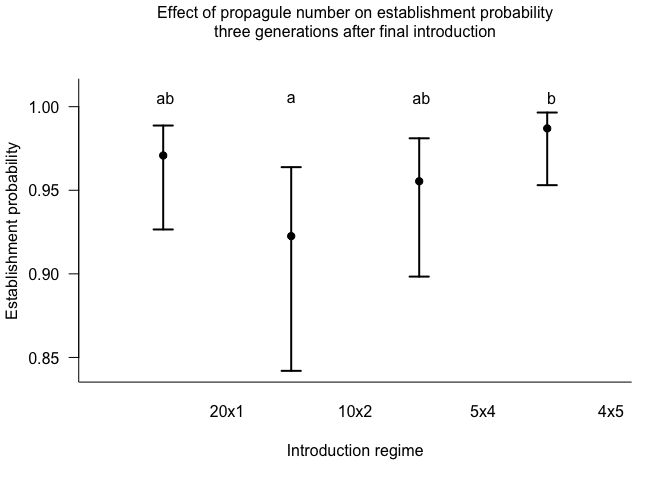 Effect of propagule number on establishment probability
three generations after final introduction
ab a ab b
1.00
0.95
0.90
0.85
Establishment probability
20x1 10x2 5x4 4x5
Introduction regime